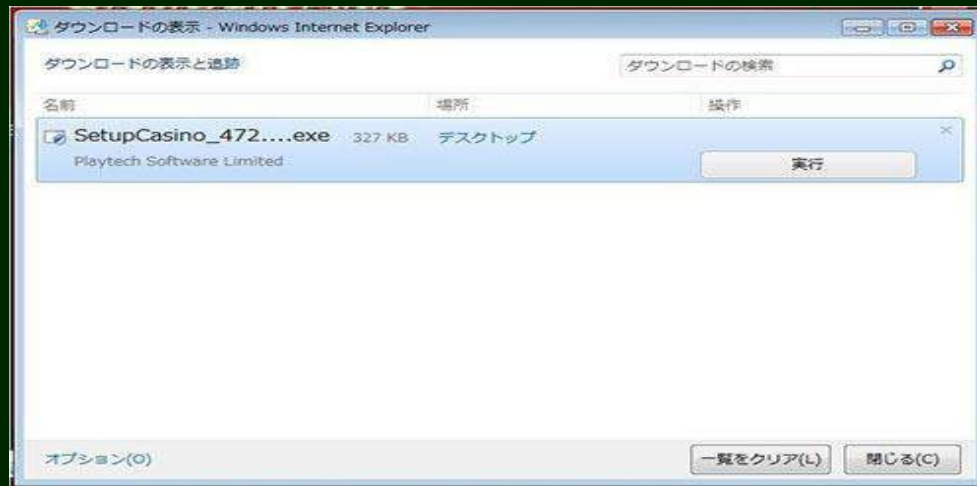 ダウンロードの表示 - Windows Internet Explorer
ダウンロードの表示と追跡
ダウンロードの検索
名前 場所 操作
SetupCasino_472....exe 327 KB デスクトップ
Playtech Software Limited
実行
オプション(O)
一覧をクリア(L) 閉じる(C)